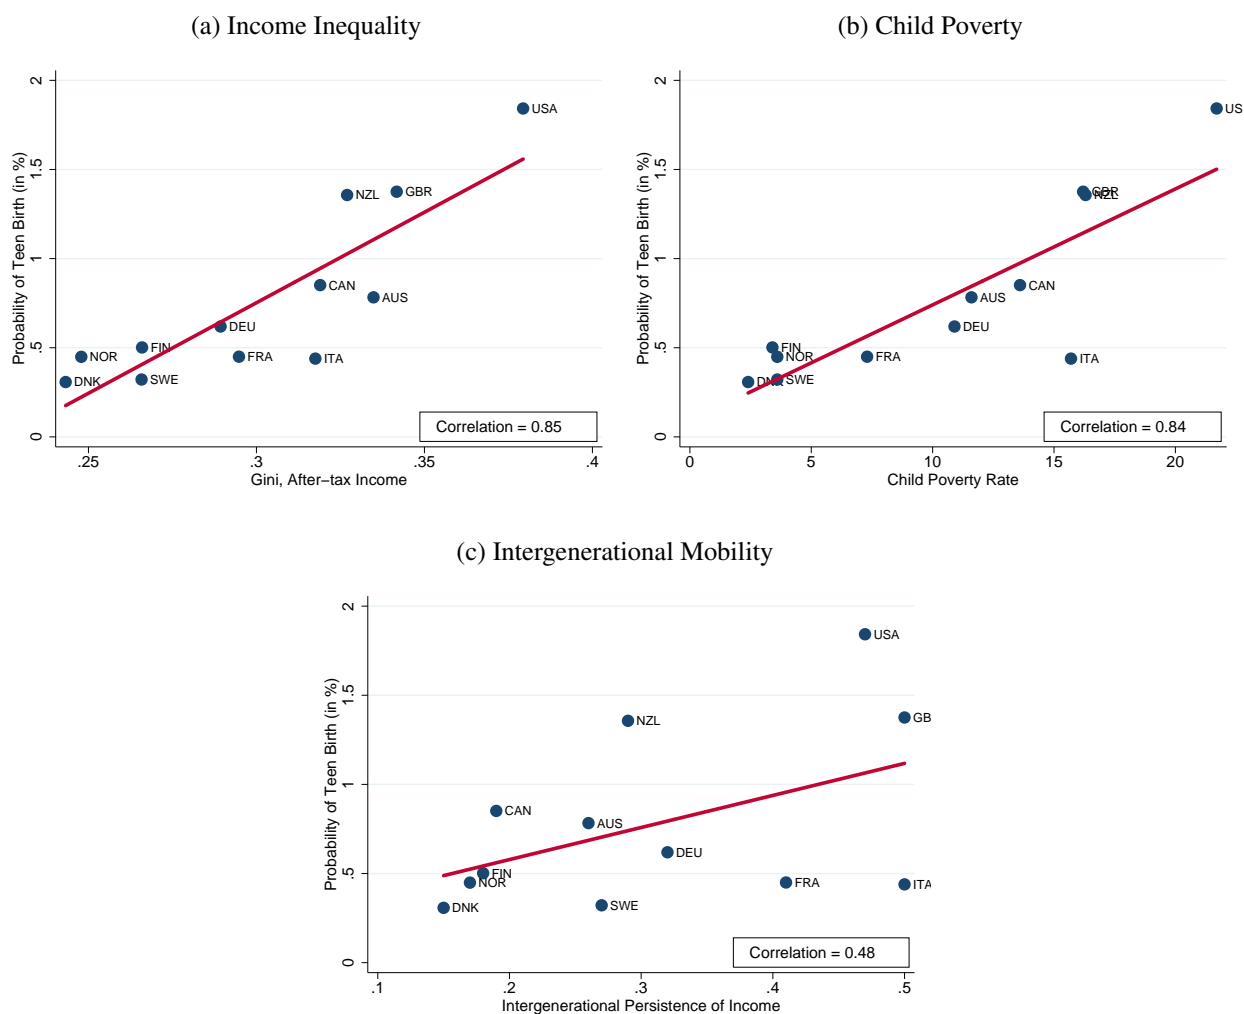 (a) Income Inequality
Probability of Teen Birth (in %)
2
1.5
1
.5
0
USA
NZL
GBR
CAN
AUS
DEU
FIN
NOR
FRA
ITA
DNK
SWE
Correlation = 0.85
.25 .3 .35 .4
Gini, After−tax Income
(b) Child Poverty
Probability of Teen Birth (in %)
2
1.5
1
.5
0
US
GBR
NZL
CAN
AUS
DEU
FIN
NOR
FRA
ITA
DNK
SWE
Correlation = 0.84
0 5 10 15 20
Child Poverty Rate
(c) Intergenerational Mobility
Probability of Teen Birth (in %)
2
1.5
1
.5
0
USA
GB
NZL
CAN
AUS
DEU
FIN
NOR
FRA
ITA
DNK
SWE
Correlation = 0.48
.1 .2 .3 .4 .5
Intergenerational Persistence of Income